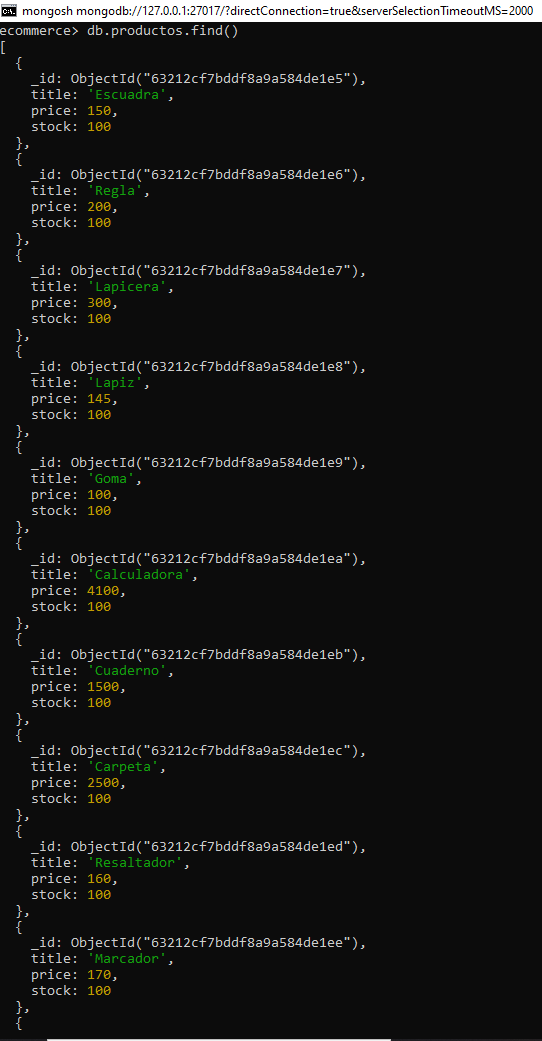 mongosh mongodb://127.0.0.1:27017/?directConnection=true&serverSelectionTimeoutMS=2000
ecommerce> db.productos.find()
[
  {
    _id: ObjectId("63212cf7bddf8a9a584de1e5"),
    title: 'Escuadra',
    price: 150,
    stock: 100
  },
  {
    _id: ObjectId("63212cf7bddf8a9a584de1e6"),
    title: 'Regla',
    price: 200,
    stock: 100
  },
  {
    _id: ObjectId("63212cf7bddf8a9a584de1e7"),
    title: 'Lapicera',
    price: 300,
    stock: 100
  },
  {
    _id: ObjectId("63212cf7bddf8a9a584de1e8"),
    title: 'Lapiz',
    price: 145,
    stock: 100
  },
  {
    _id: ObjectId("63212cf7bddf8a9a584de1e9"),
    title: 'Goma',
    price: 100,
    stock: 100
  },
  {
    _id: ObjectId("63212cf7bddf8a9a584de1ea"),
    title: 'Calculadora',
    price: 4100,
    stock: 100
  },
  {
    _id: ObjectId("63212cf7bddf8a9a584de1eb"),
    title: 'Cuaderno',
    price: 1500,
    stock: 100
  },
  {
    _id: ObjectId("63212cf7bddf8a9a584de1ec"),
    title: 'Carpeta',
    price: 2500,
    stock: 100
  },
  {
    _id: ObjectId("63212cf7bddf8a9a584de1ed"),
    title: 'Resaltador',
    price: 160,
    stock: 100
  },
  {
    _id: ObjectId("63212cf7bddf8a9a584de1ee"),
    title: 'Marcador',
    price: 170,
    stock: 100
  },
  {